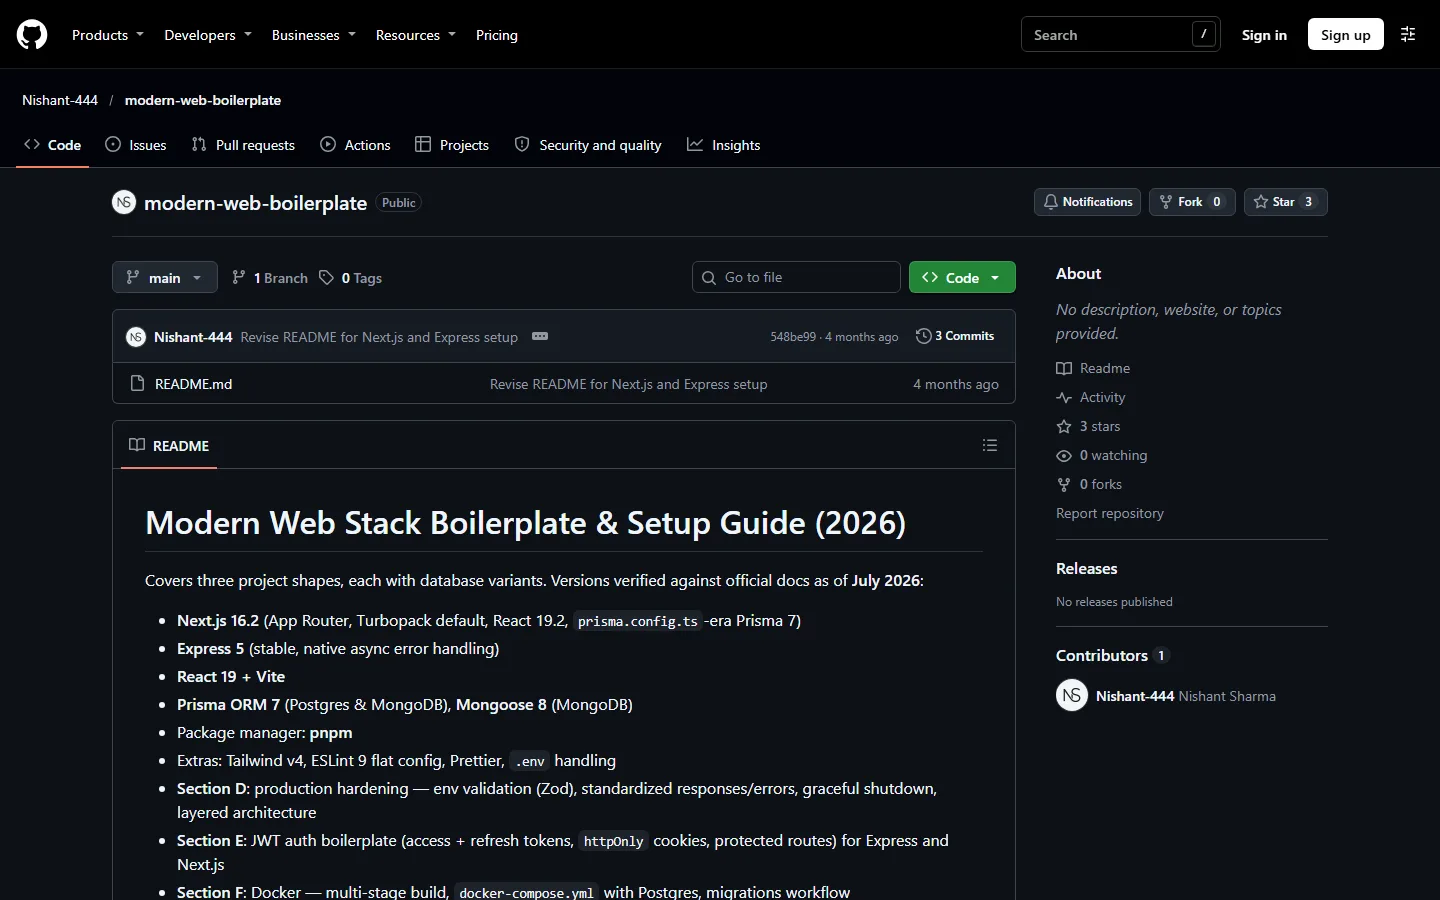 Products Developers Businesses Resources Pricing Search / Sign in Sign up
Nishant-444 / modern-web-boilerplate
Code Issues Pull requests Actions Projects Security and quality Insights
NS modern-web-boilerplate Public Notifications Fork 0 Star 3
main 1 Branch 0 Tags Go to file Code
NS Nishant-444 Revise README for Next.js and Express setup 548be99 · 4 months ago 3 Commits
README.md Revise README for Next.js and Express setup 4 months ago
README
Modern Web Stack Boilerplate & Setup Guide (2026)
Covers three project shapes, each with database variants. Versions verified against official docs as of July 2026:
• Next.js 16.2 (App Router, Turbopack default, React 19.2, prisma.config.ts-era Prisma 7)
• Express 5 (stable, native async error handling)
• React 19 + Vite
• Prisma ORM 7 (Postgres & MongoDB), Mongoose 8 (MongoDB)
• Package manager: pnpm
• Extras: Tailwind v4, ESLint 9 flat config, Prettier, .env handling
• Section D: production hardening — env validation (Zod), standardized responses/errors, graceful shutdown,
layered architecture
• Section E: JWT auth boilerplate (access + refresh tokens, httpOnly cookies, protected routes) for Express and
Next.js
• Section F: Docker — multi-stage build, docker-compose.yml with Postgres, migrations workflow
About
No description, website, or topics
provided.
Readme
Activity
3 stars
0 watching
0 forks
Report repository
Releases
No releases published
Contributors 1
NS Nishant-444 Nishant Sharma